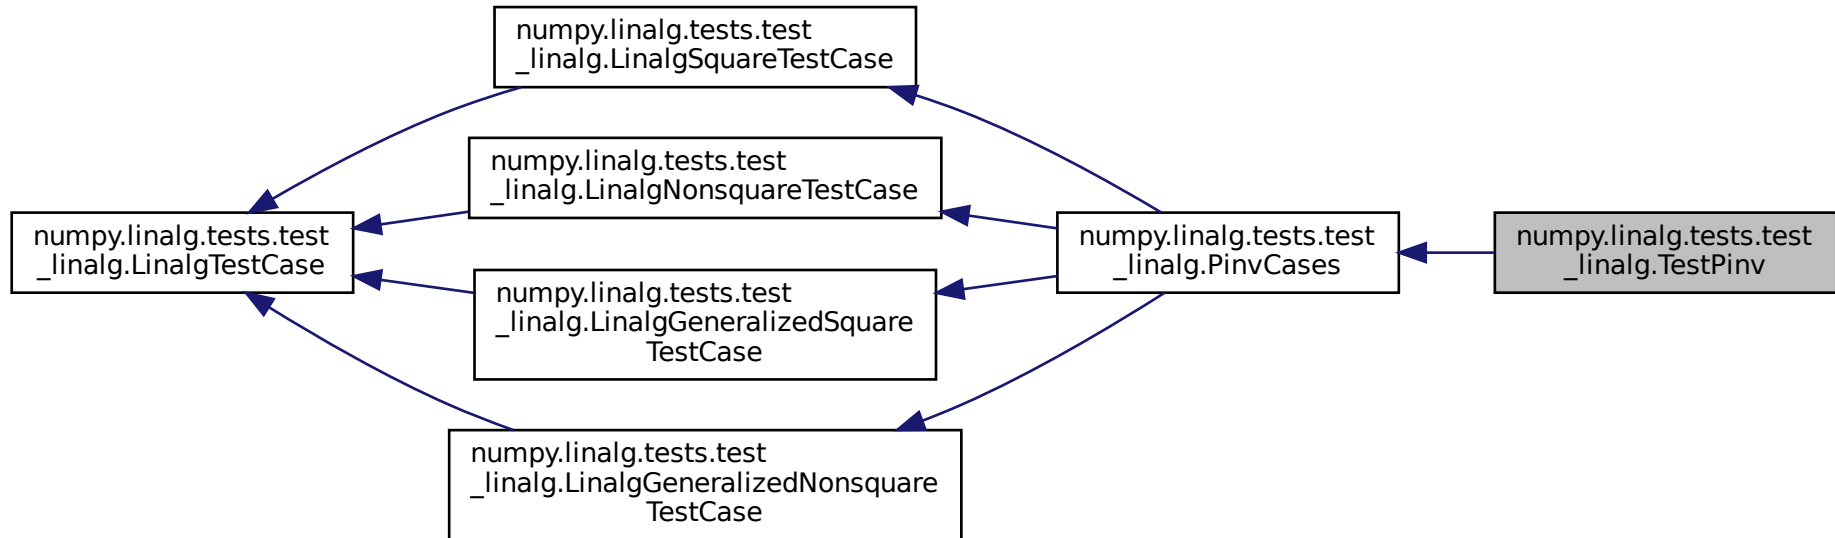 numpy.linalg.tests.test
_linalg.LinalgSquareTestCase
numpy.linalg.tests.test
_linalg.LinalgNonsquareTestCase
numpy.linalg.tests.test
_linalg.LinalgTestCase
numpy.linalg.tests.test
_linalg.PinvCases
numpy.linalg.tests.test
_linalg.TestPinv
numpy.linalg.tests.test
_linalg.LinalgGeneralizedSquare
TestCase
numpy.linalg.tests.test
_linalg.LinalgGeneralizedNonsquare
TestCase